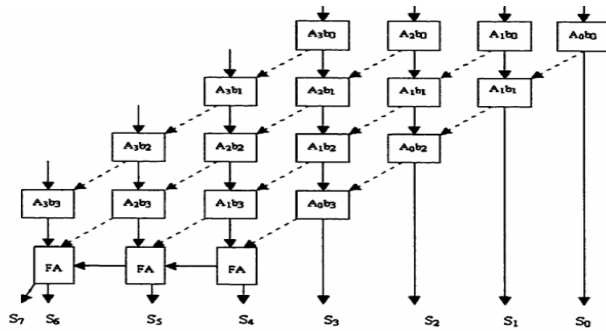 A3b0 A2b0 A1b0 A0b0
A3b1 A2b1 A1b1 A1b1
A3b2 A2b2 A1b2 A0b2
A3b3 A2b3 A1b3 A0b3
FA FA FA
S7 S6 S5 S4 S3 S2 S1 S0